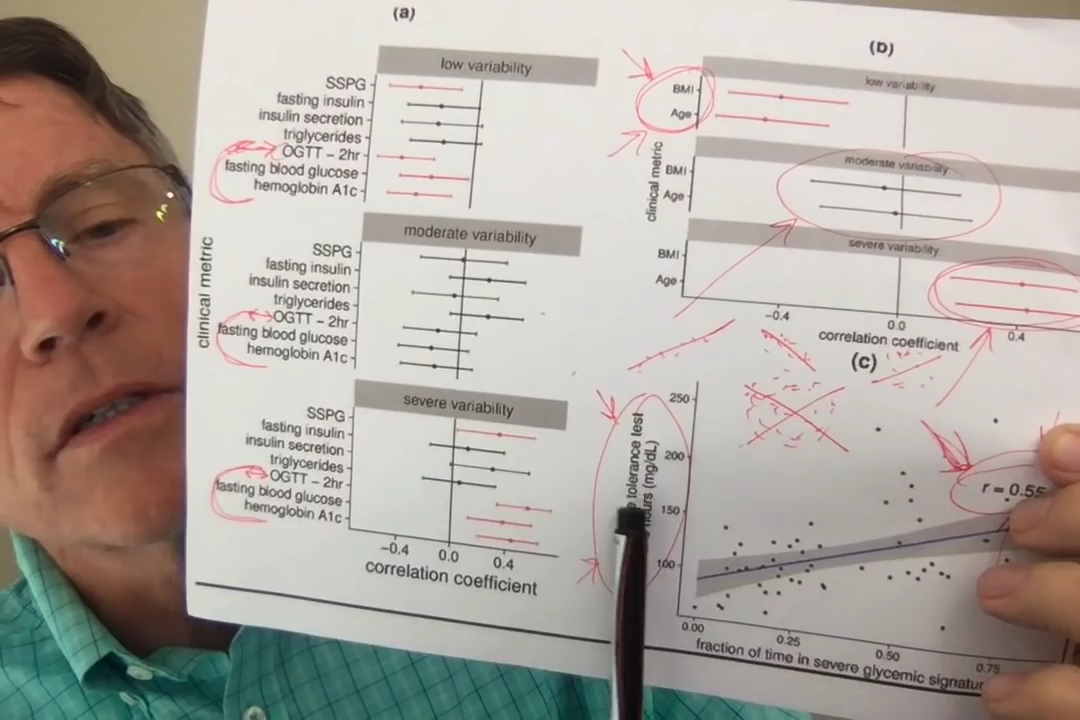 (a)
low variability
SSPG
fasting insulin
insulin secretion
triglycerides
OGTT – 2hr
fasting blood glucose
hemoglobin A1c
moderate variability
SSPG
fasting insulin
insulin secretion
triglycerides
OGTT – 2hr
fasting blood glucose
hemoglobin A1c
severe variability
SSPG
fasting insulin
insulin secretion
triglycerides
OGTT – 2hr
fasting blood glucose
hemoglobin A1c
clinical metric
−0.4 0.0 0.4
correlation coefficient
(b)
low variability
BMI
Age
moderate variability
BMI
Age
severe variability
BMI
Age
clinical metric
−0.4 0.0 0.4
correlation coefficient
(c)
250
200
150
100
tolerance test
(mg/dL)
r = 0.55
0.00 0.25 0.50 0.75
fraction of time in severe glycemic